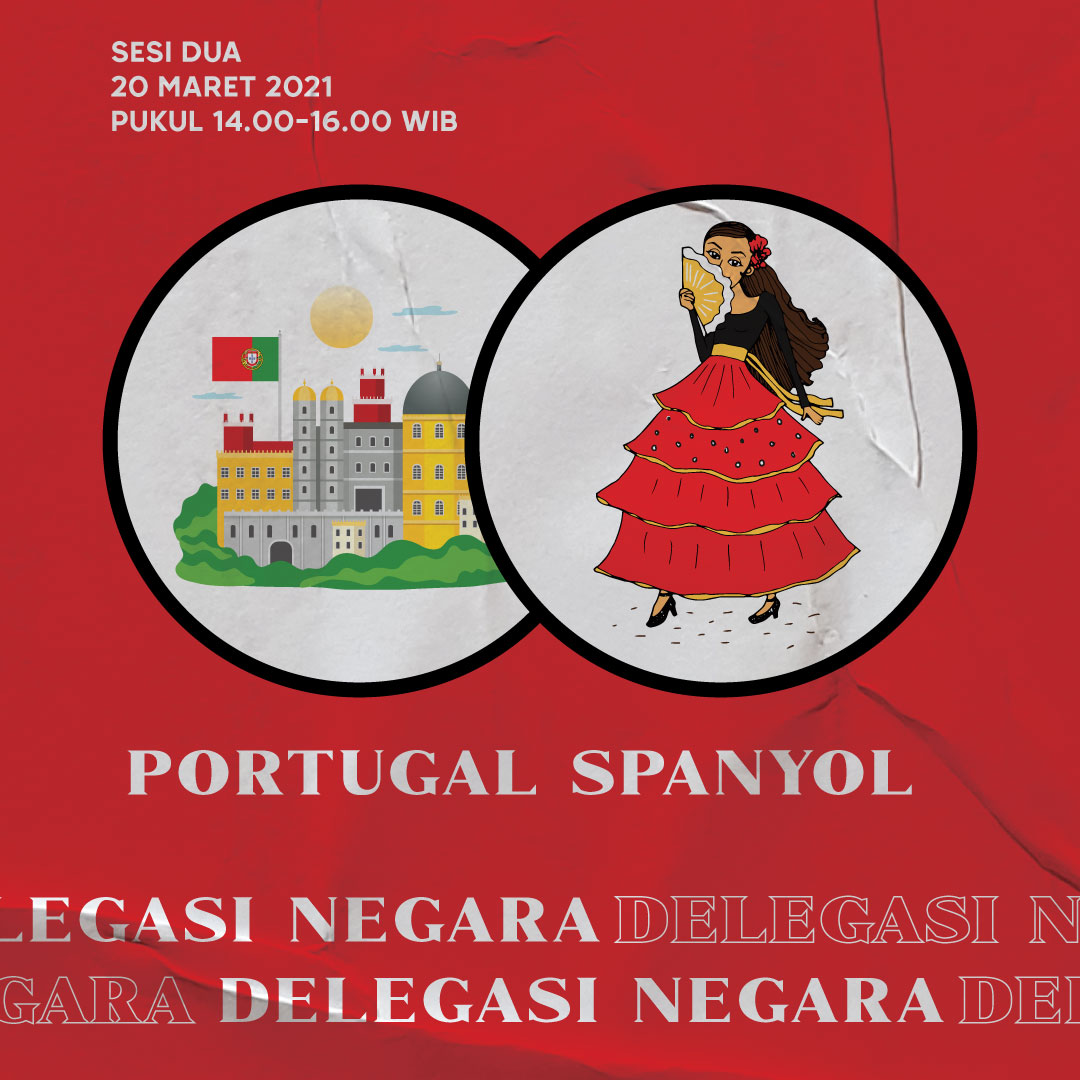 SESI DUA
20 MARET 2021
PUKUL 14.00-16.00 WIB
PORTUGAL SPANYOL
LEGASI NEGARA DELEGASI N
GARA DELEGASI NEGARA DEL